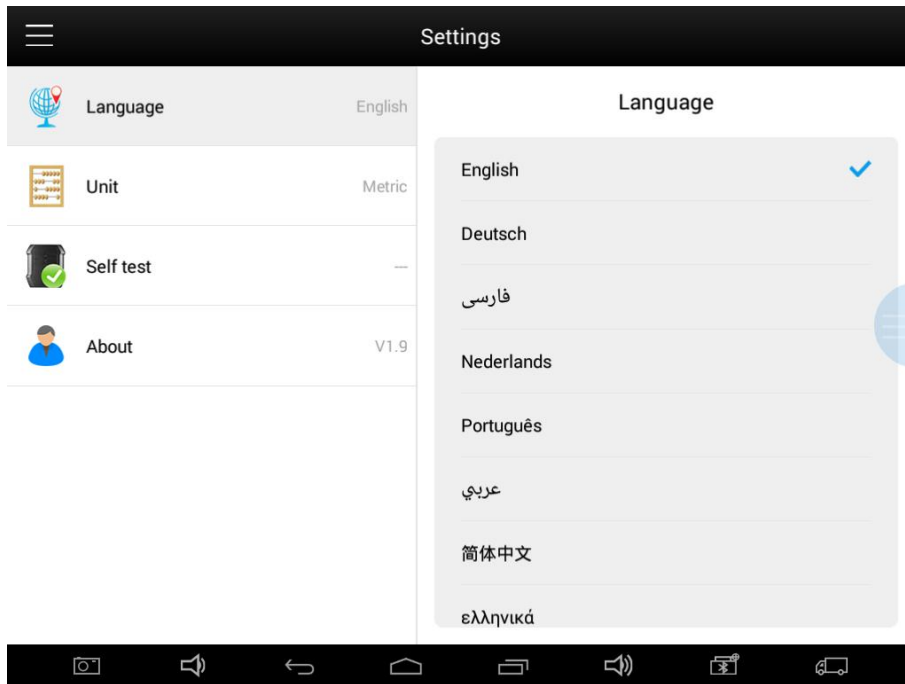 Settings
Language English
Unit Metric
Self test ---
About V1.9
Language
English
Deutsch
فارسی
Nederlands
Português
عربي
简体中文
ελληνικά